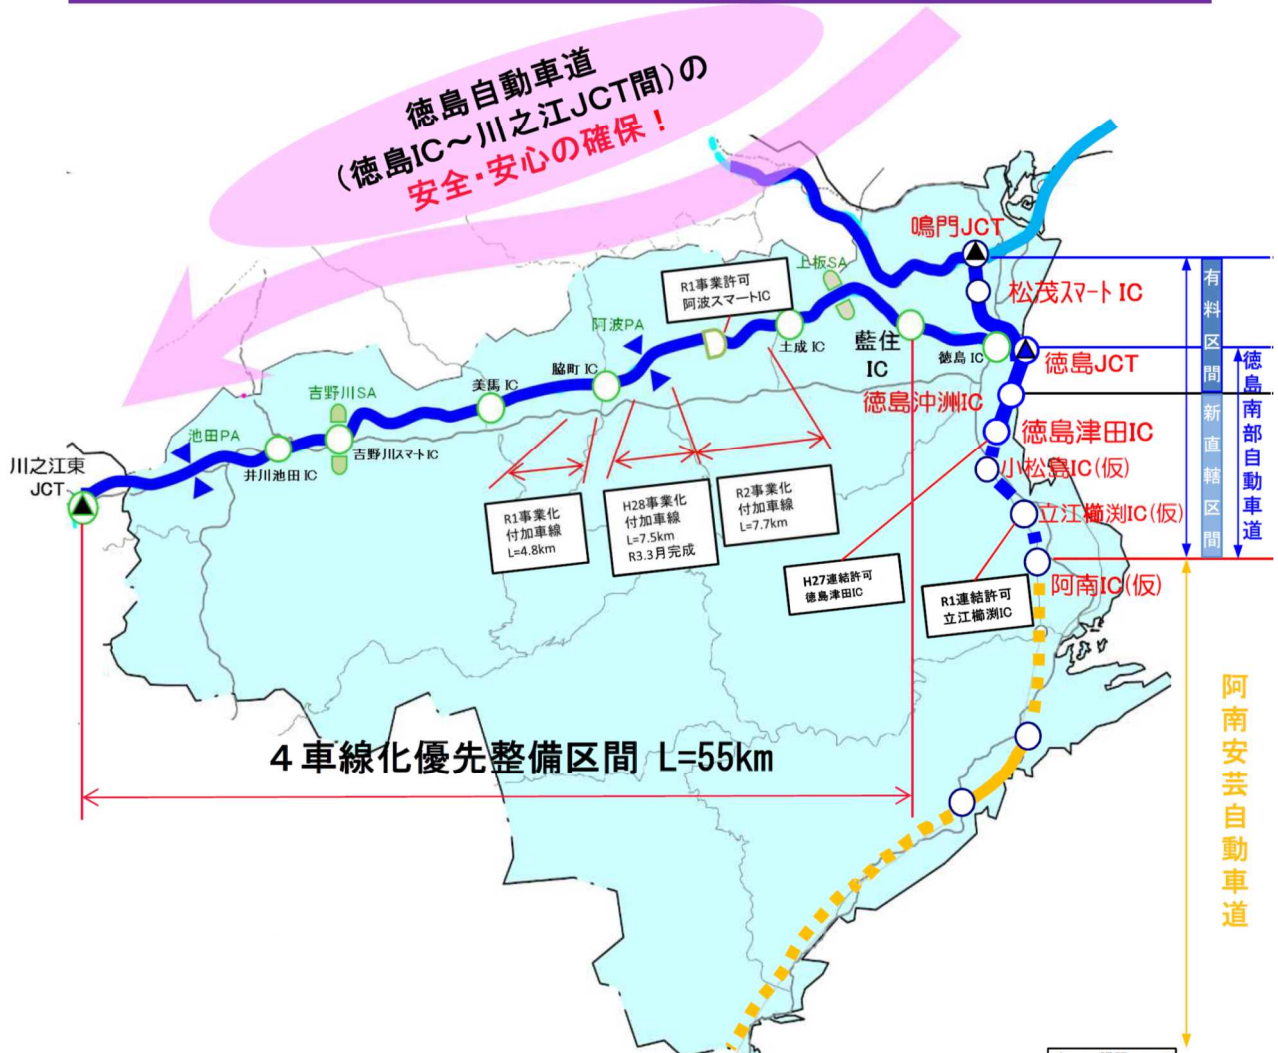 徳島自動車道
(徳島IC～川之江JCT間)の
安全・安心の確保！
鳴門JCT
松茂スマートIC
上板SA
R1事業許可
阿波スマートIC
阿波PA
土成IC
藍住
IC
徳島IC
徳島JCT
脇町IC
美馬IC
徳島沖洲IC
吉野川SA
徳島津田IC
池田PA
井川池田IC
吉野川スマートIC
小松島IC(仮)
川之江東
JCT
立江櫛渕IC(仮)
R1事業化
付加車線
L=4.8km
H28事業化
付加車線
L=7.5km
R3.3月完成
R2事業化
付加車線
L=7.7km
H27連結許可
徳島津田IC
R1連結許可
立江櫛渕IC
阿南IC(仮)
有料区間
新直轄区間
徳島南部自動車道
4車線化優先整備区間 L=55km
阿南安芸自動車道